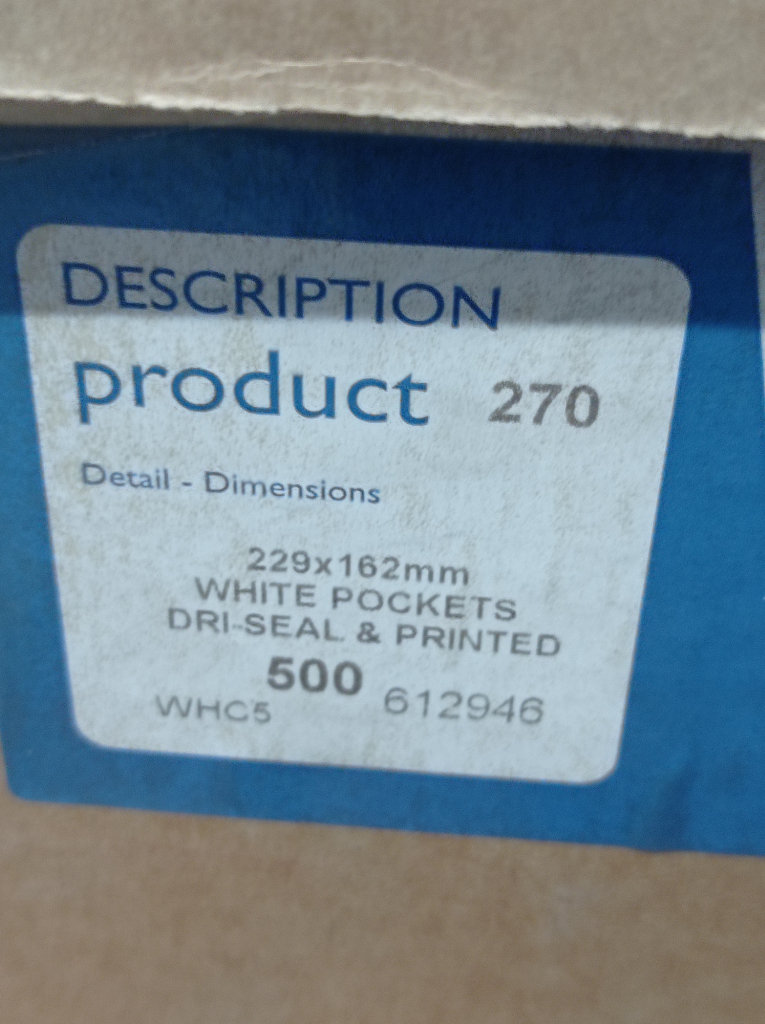 DESCRIPTION
product 270
Detail - Dimensions
229x162mm
WHITE POCKETS
DRI-SEAL & PRINTED
500
WHC5 612946